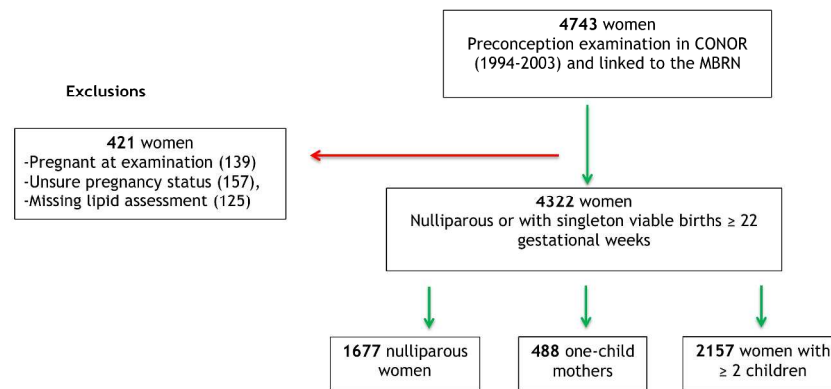 4743 women
Preconception examination in CONOR
(1994-2003) and linked to the MBRN
Exclusions
421 women
-Pregnant at examination (139)
-Unsure pregnancy status (157),
-Missing lipid assessment (125)
4322 women
Nulliparous or with singleton viable births ≥ 22
gestational weeks
1677 nulliparous
women
488 one-child
mothers
2157 women with
≥ 2 children